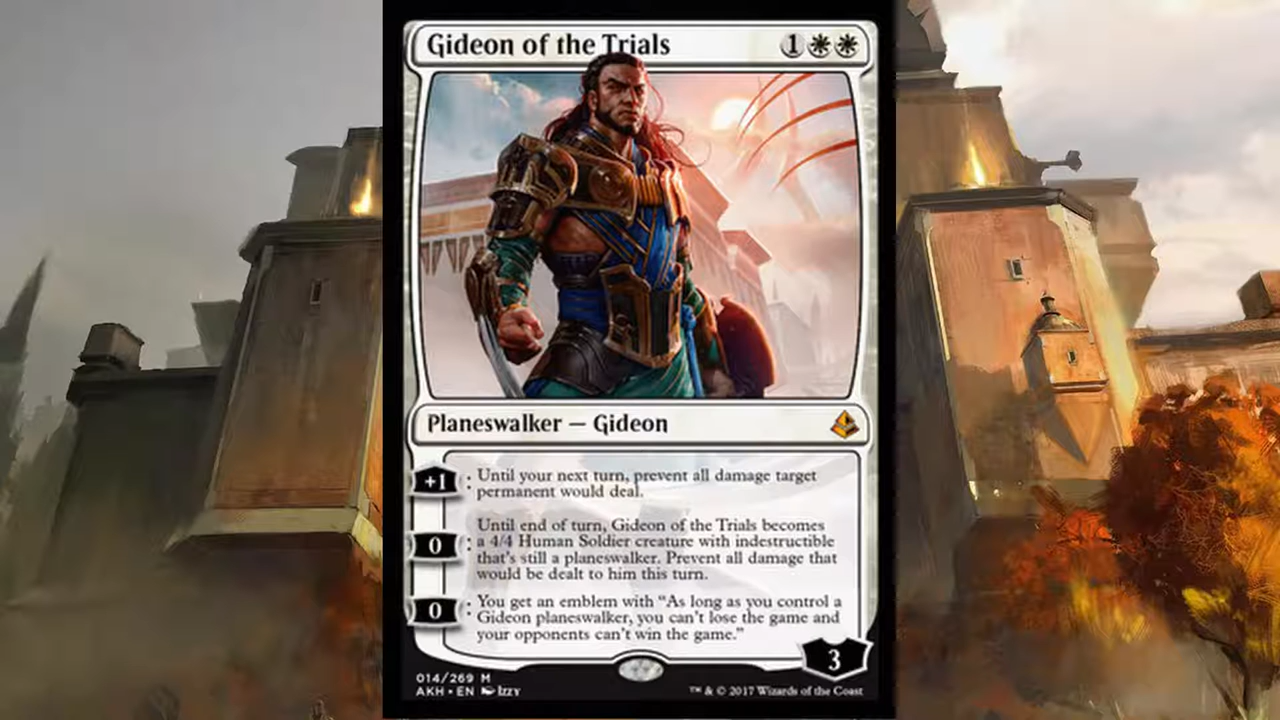 Gideon of the Trials 1
Planeswalker — Gideon
+1 : Until your next turn, prevent all damage target
permanent would deal.
Until end of turn, Gideon of the Trials becomes
0 : a 4/4 Human Soldier creature with indestructible
that's still a planeswalker. Prevent all damage that
would be dealt to him this turn.
0 : You get an emblem with “As long as you control a
Gideon planeswalker, you can't lose the game and
your opponents can't win the game.”
3
014/269 M
AKH • EN Izzy
™ & © 2017 Wizards of the Coast